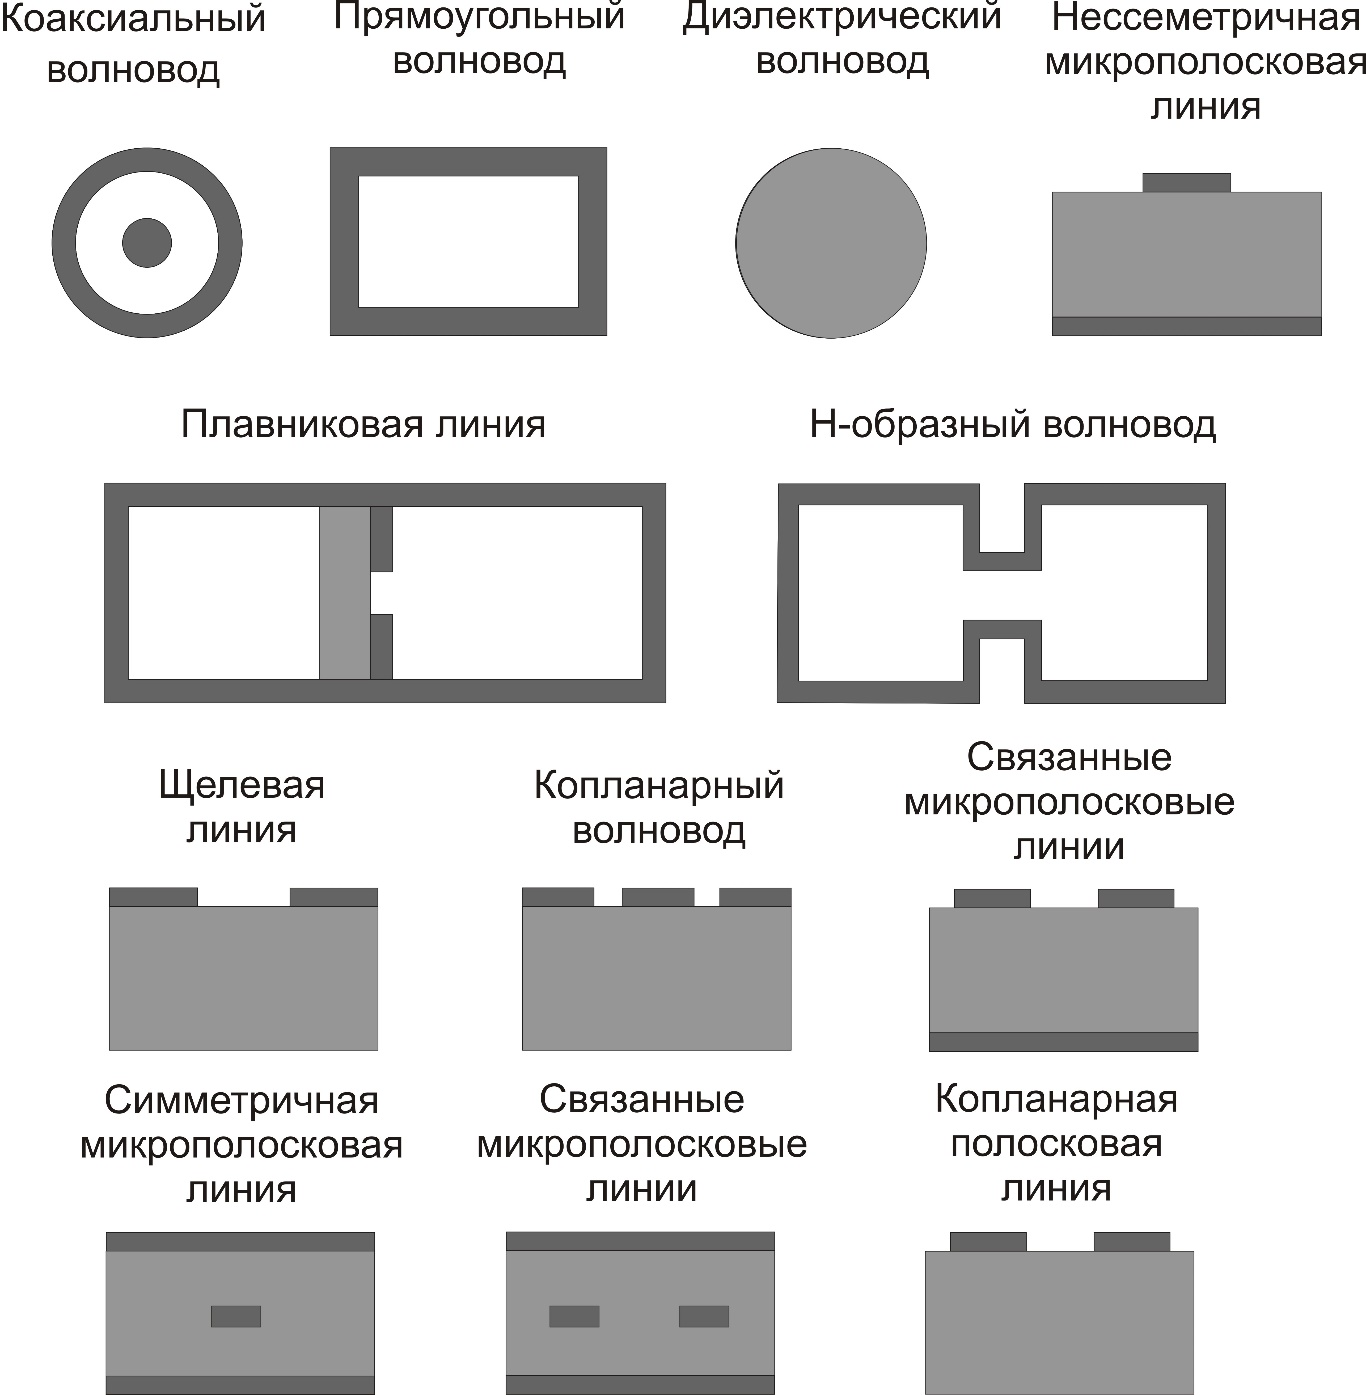 Коаксиальный
волновод
Прямоугольный
волновод
Диэлектрический
волновод
Нессеметричная
микрополосковая
линия
Плавниковая линия
Н-образный волновод
Щелевая
линия
Копланарный
волновод
Связанные
микрополосковые
линии
Симметричная
микрополосковая
линия
Связанные
микрополосковые
линии
Копланарная
полосковая
линия